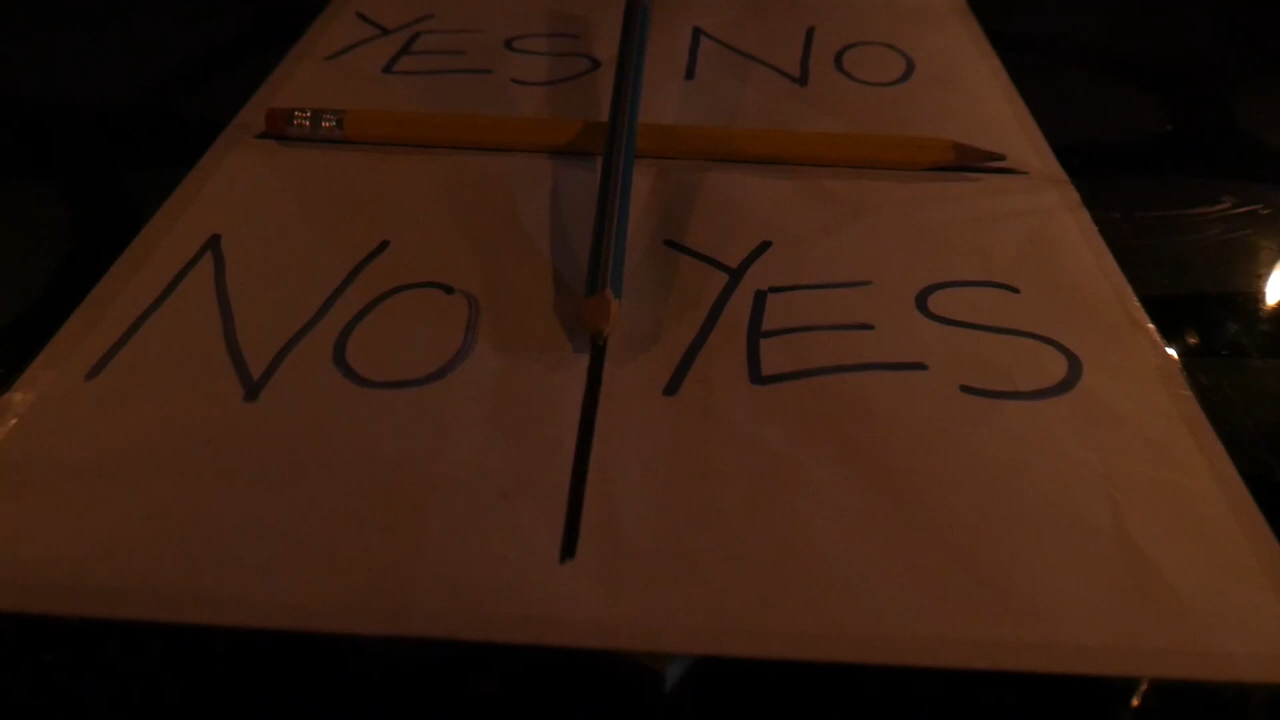 YES NO
NO YES